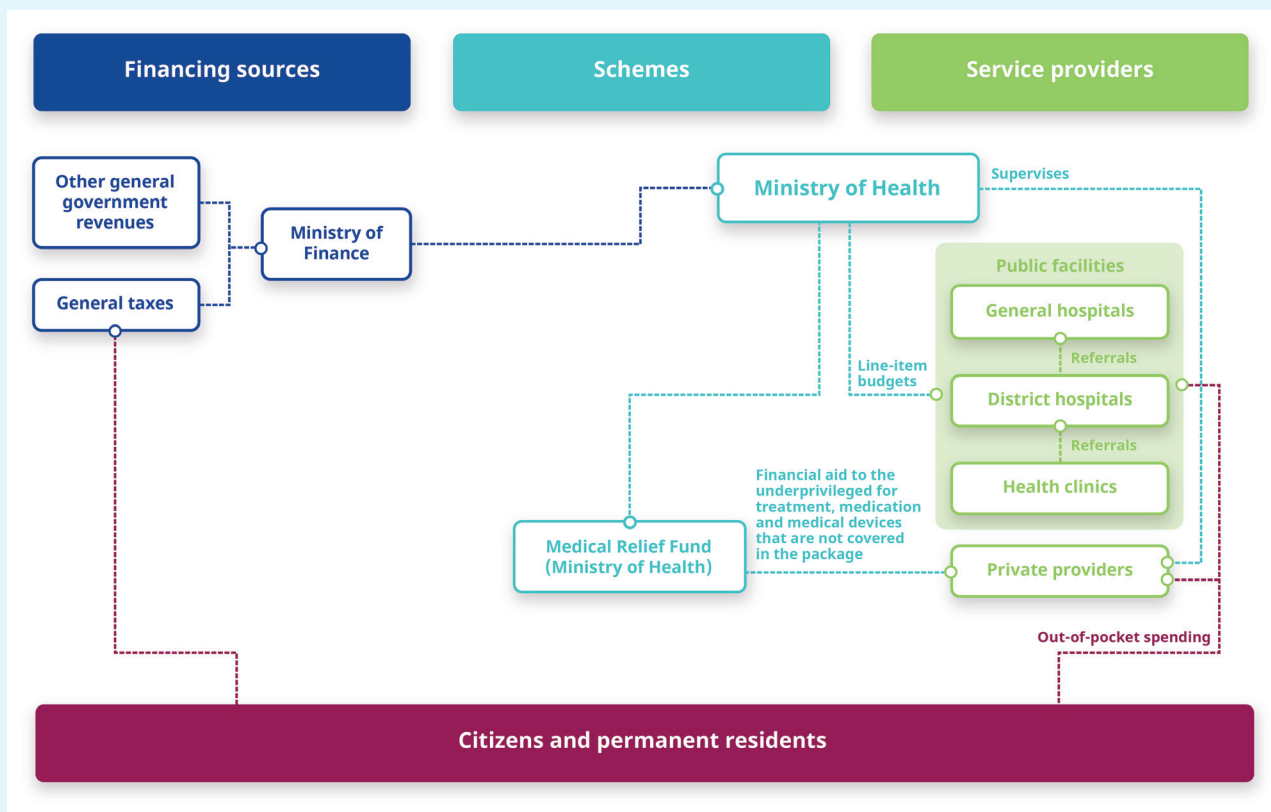 Financing sources
Schemes
Service providers
Other general
government
revenues
General taxes
Ministry of
Finance
Ministry of Health
Supervises
Public facilities
General hospitals
Referrals
Line-item
budgets
District hospitals
Referrals
Health clinics
Financial aid to the
underprivileged for
treatment, medication
and medical devices
that are not covered
in the package
Medical Relief Fund
(Ministry of Health)
Private providers
Out-of-pocket spending
Citizens and permanent residents